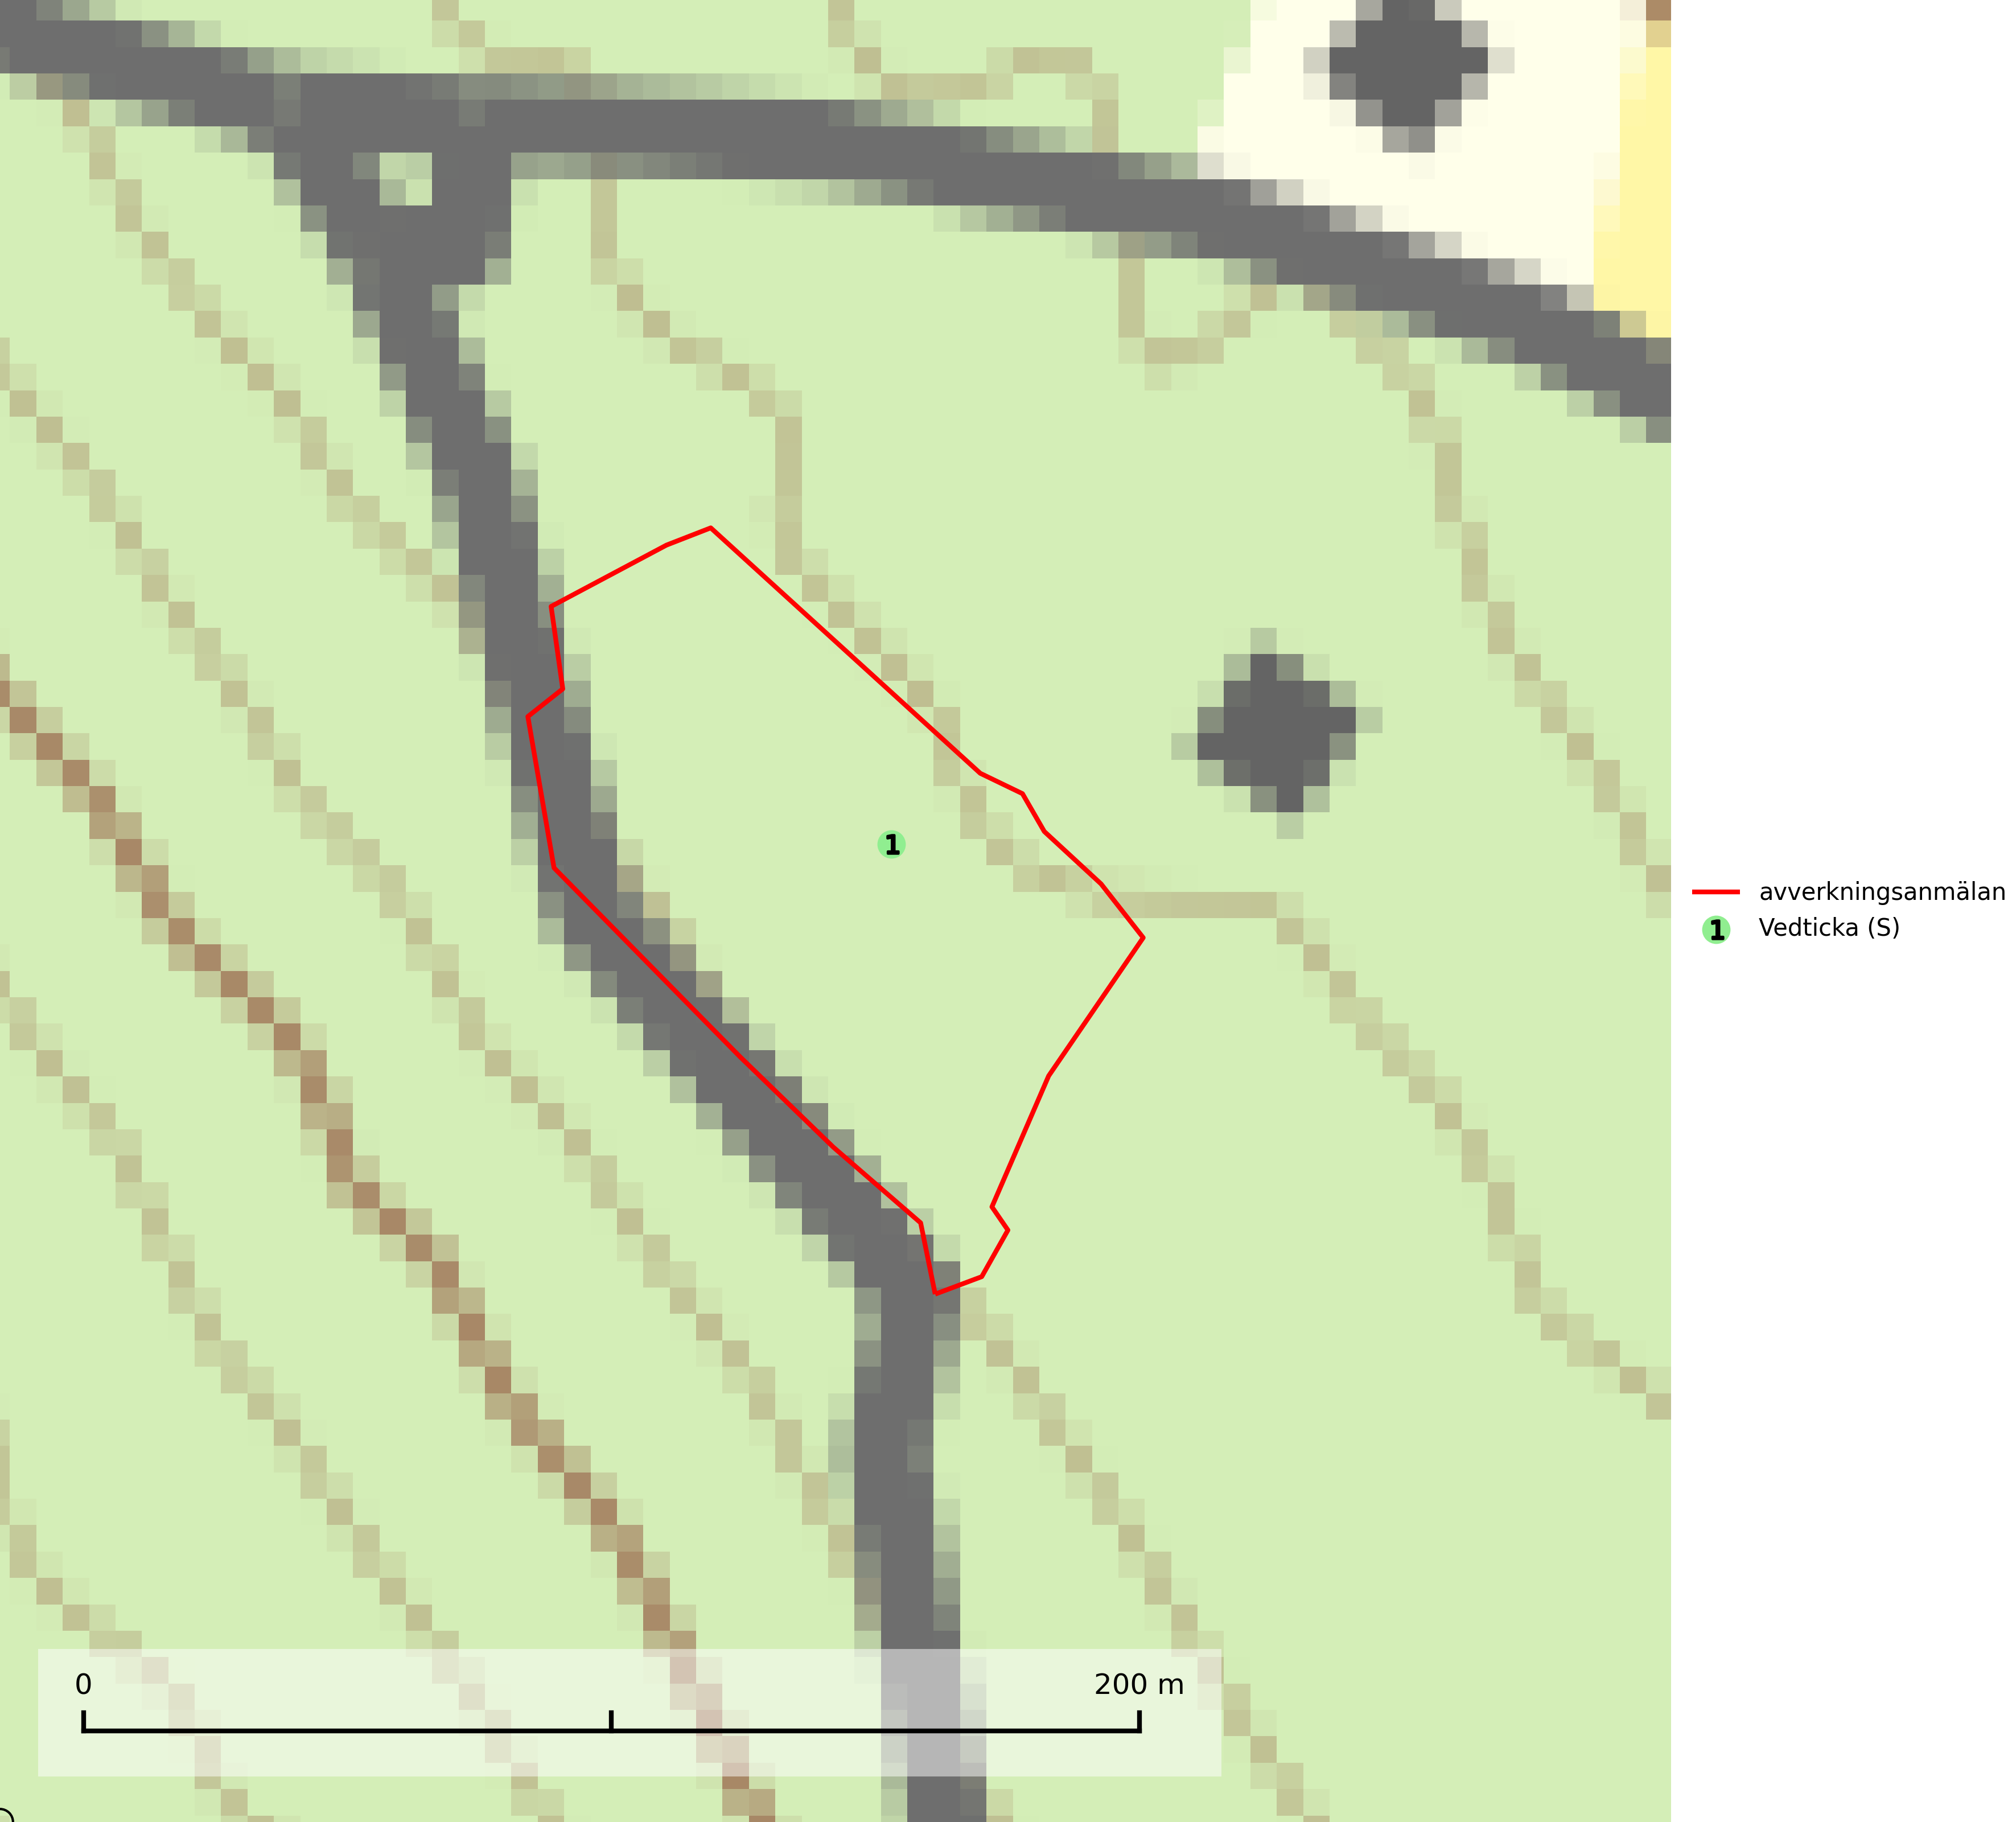 1
avverkningsanmälan
1 Vedticka (S)
0 200 m